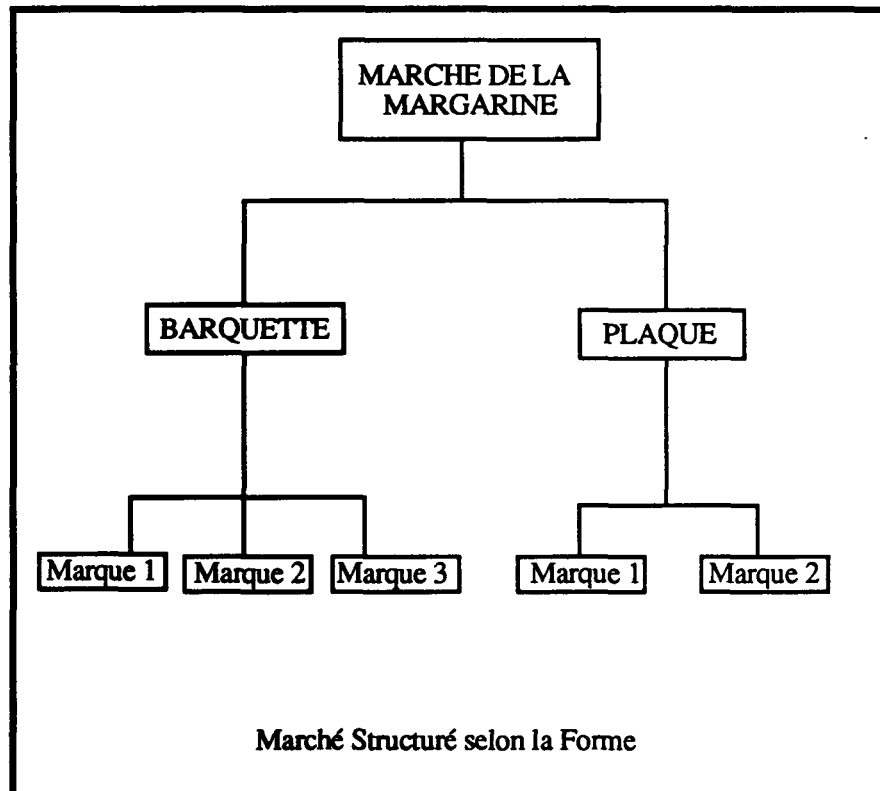 MARCHE DE LA
MARGARINE
BARQUETTE
PLAQUE
Marque 1
Marque 2
Marque 3
Marque 1
Marque 2
Marché Structuré selon la Forme